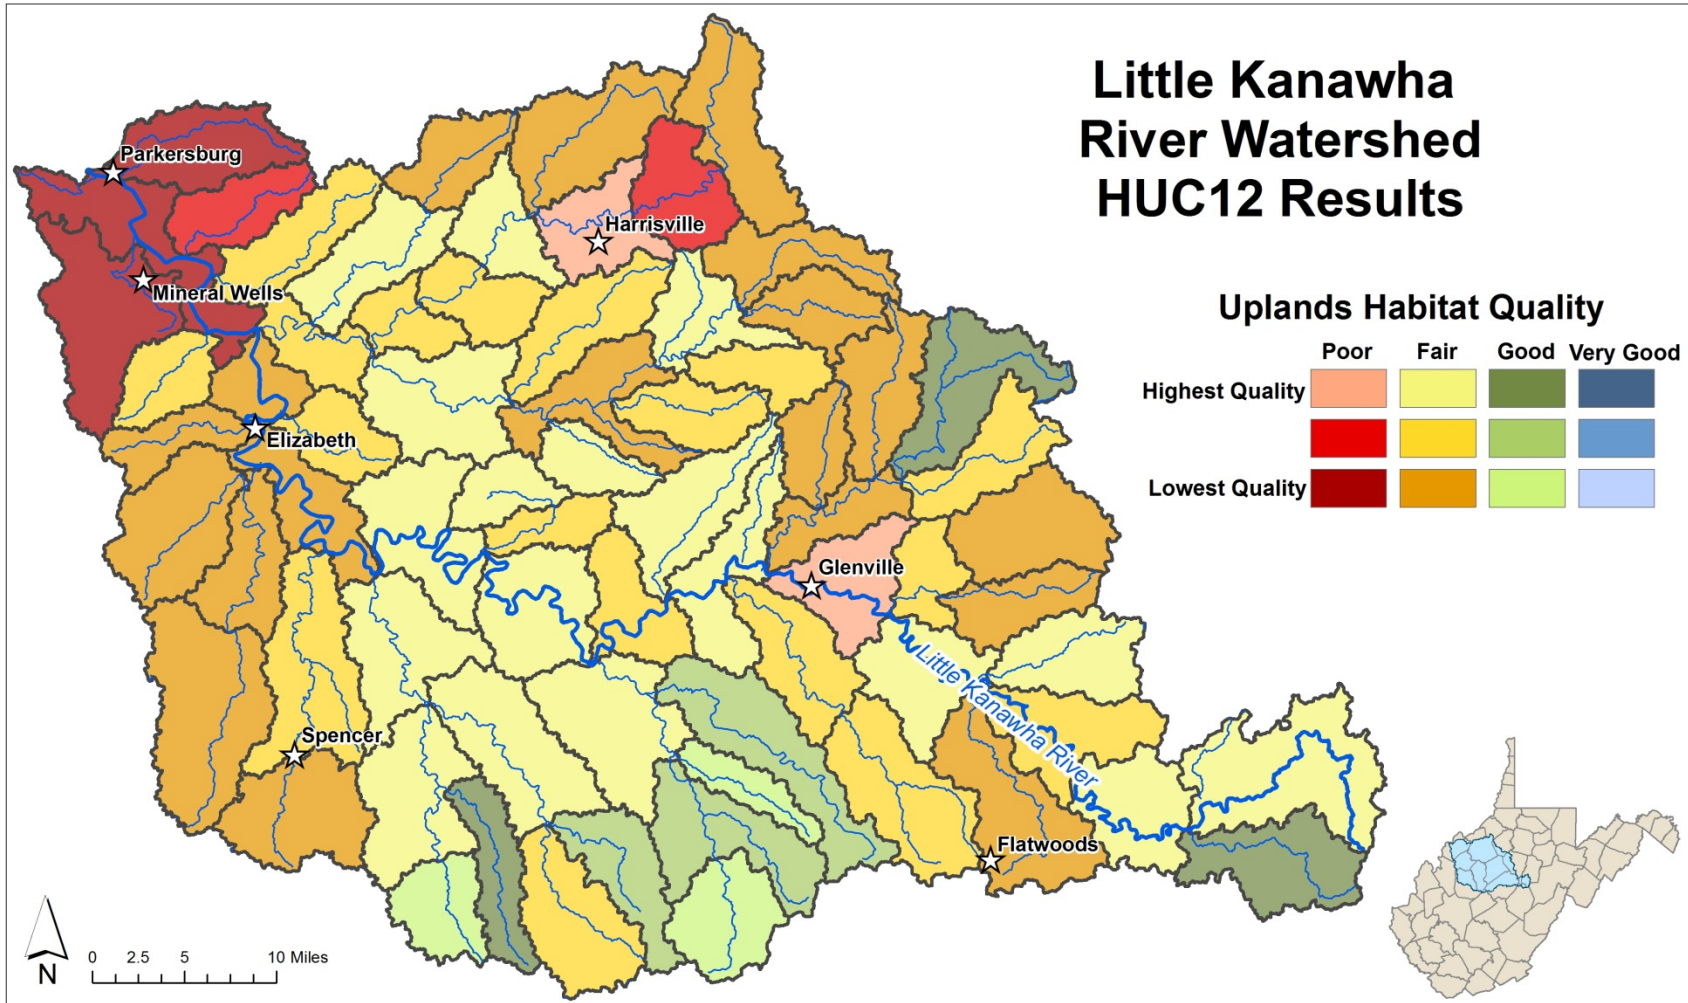 Little Kanawha
River Watershed
HUC12 Results
Uplands Habitat Quality
Poor Fair Good Very Good
Highest Quality
Lowest Quality
Parkersburg
Harrisville
Mineral Wells
Elizabeth
Glenville
Little Kanawha River
Spencer
Flatwoods
N
0 2.5 5 10 Miles